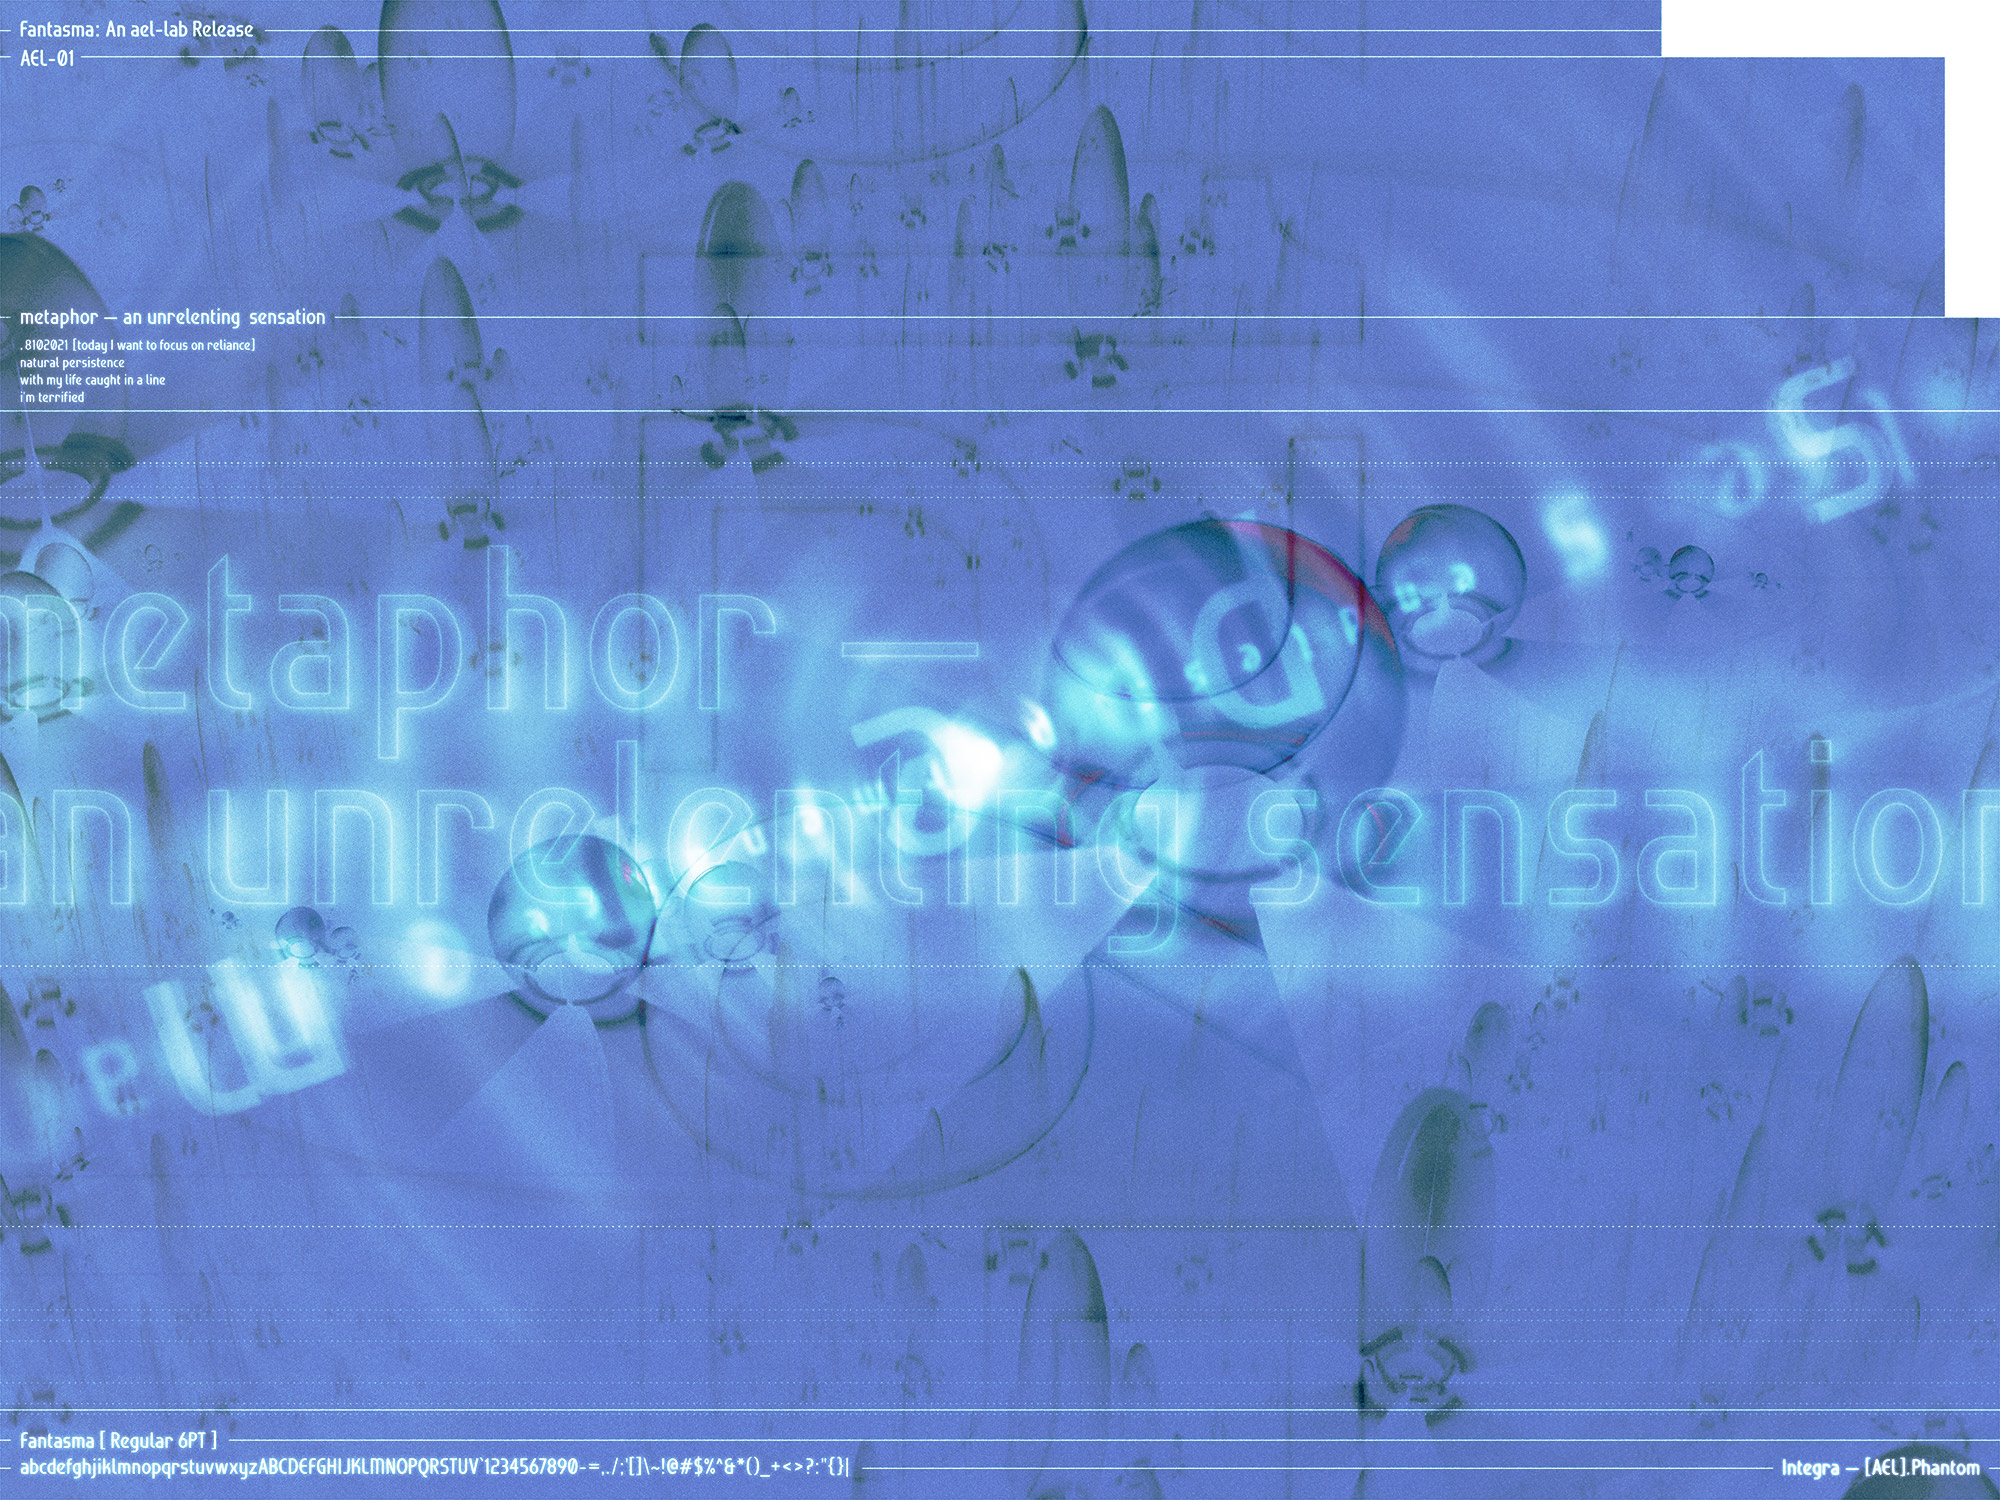 Fantasma: An ael-lab Release
AEL-01
metaphor — an unrelenting  sensation
.8102021 [today I want to focus on reliance]
natural persistence
with my life caught in a line
i'm terrified
metaphor —
an unrelenting sensation
Fantasma [ Regular 6PT ]
abcdefghjiklmnopqrstuvwxyzABCDEFGHIJKLMNOPQRSTUV`1234567890-=,./;'[]\~!@#$%^&*()_+<>?:"{}|
Integra — [AEL].Phantom